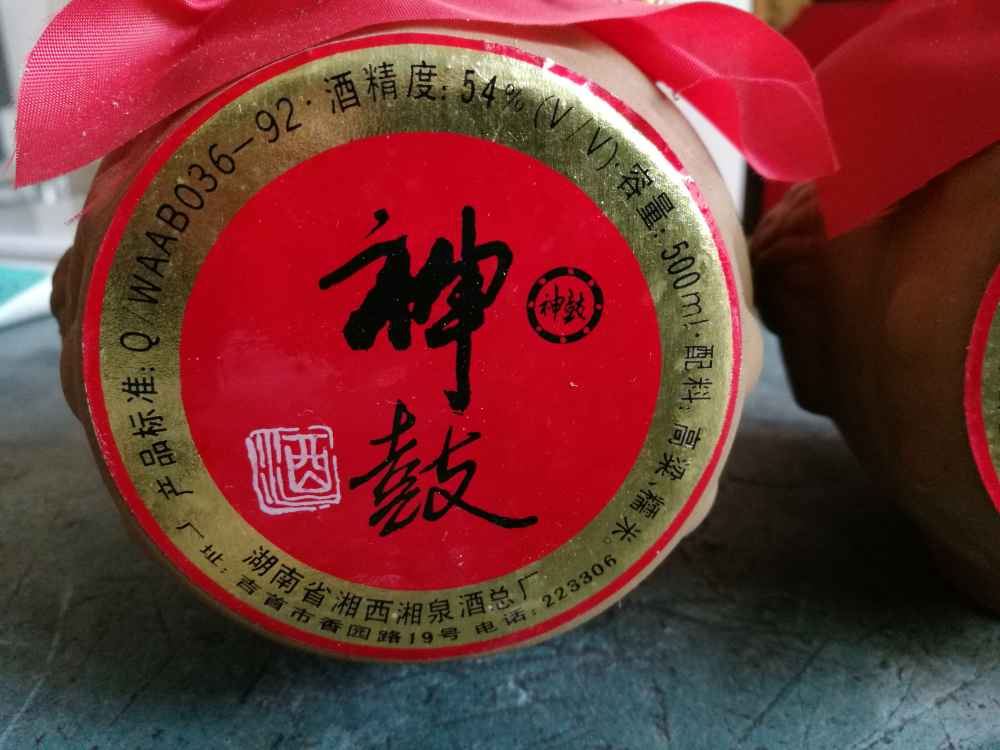 产品标准:Q/WAAB036-92·酒精度:54%(V/V)·容量:500ml·配料:高粱、糯米。
神鼓
神鼓
酒
湖南省湘西湘泉酒总厂
厂址:吉首市香园路19号 电话:223306